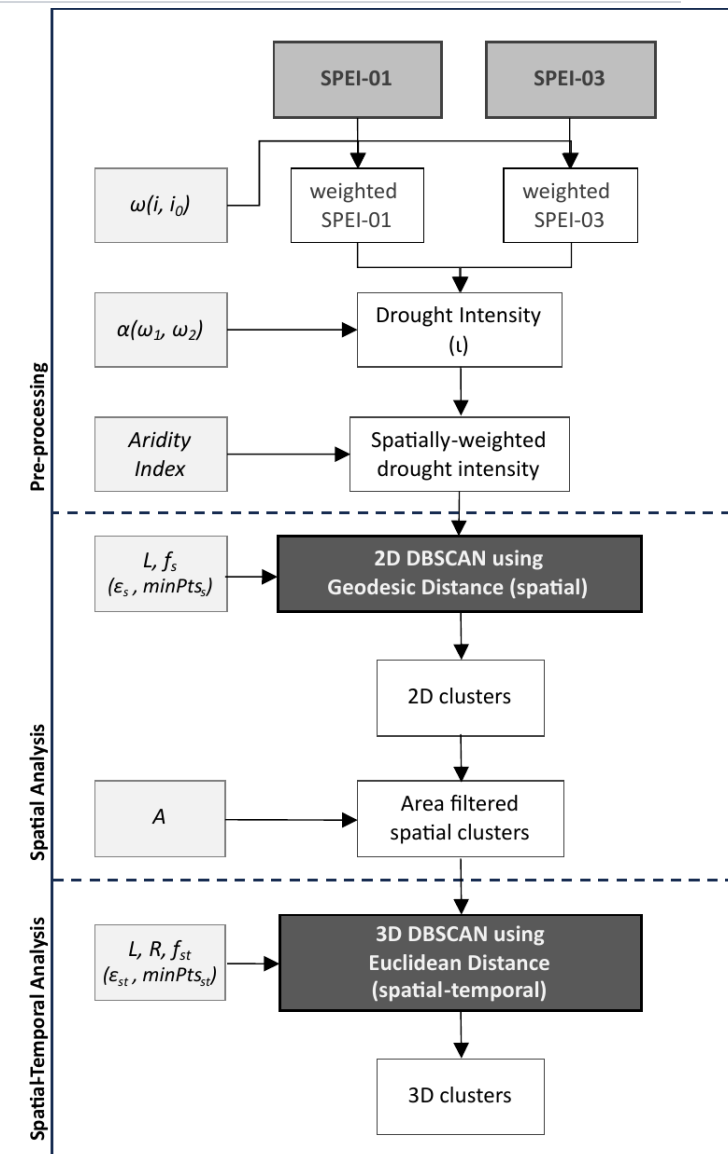 SPEI-01
SPEI-03
ω(i, i₀)
weighted
SPEI-01
weighted
SPEI-03
α(ω₁, ω₂)
Drought Intensity
(ι)
Aridity
Index
Spatially-weighted
drought intensity
Pre-processing
L, fₛ
(εₛ , minPtsₛ)
2D DBSCAN using
Geodesic Distance (spatial)
2D clusters
A
Area filtered
spatial clusters
Spatial Analysis
L, R, fₛₜ
(εₛₜ , minPtsₛₜ)
3D DBSCAN using
Euclidean Distance
(spatial-temporal)
3D clusters
Spatial-Temporal Analysis